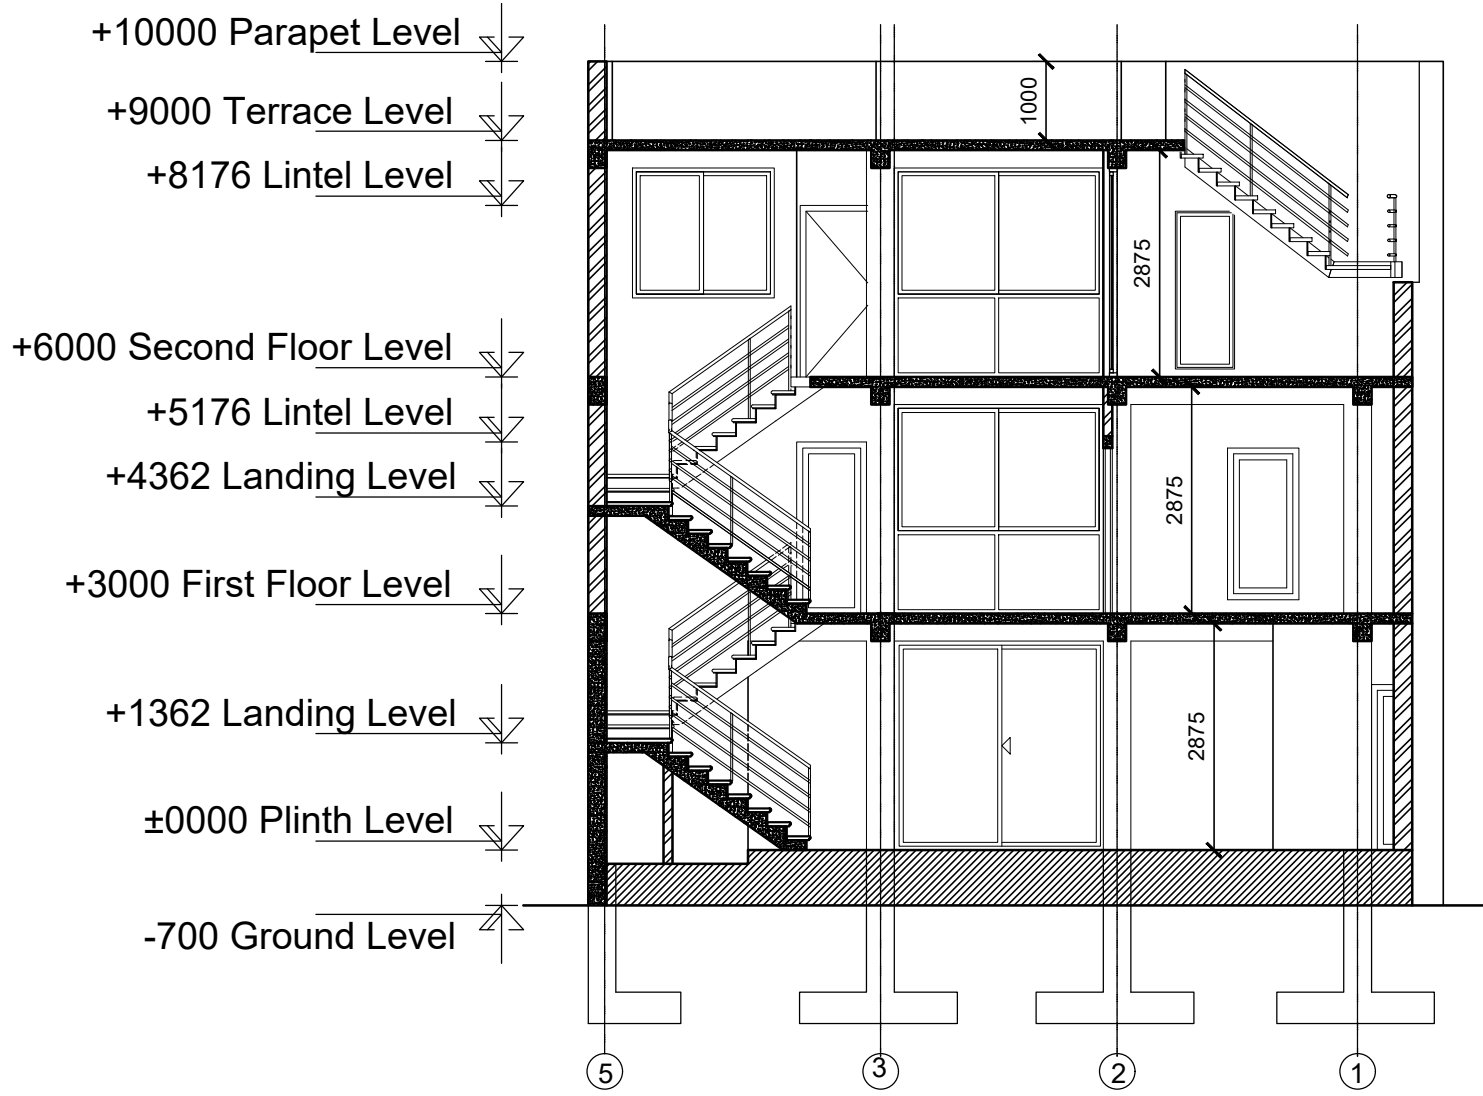 +10000 Parapet Level
+9000 Terrace Level
1000
+8176 Lintel Level
2875
+6000 Second Floor Level
+5176 Lintel Level
+4362 Landing Level
2875
+3000 First Floor Level
+1362 Landing Level
2875
±0000 Plinth Level
-700 Ground Level
5
3
2
1